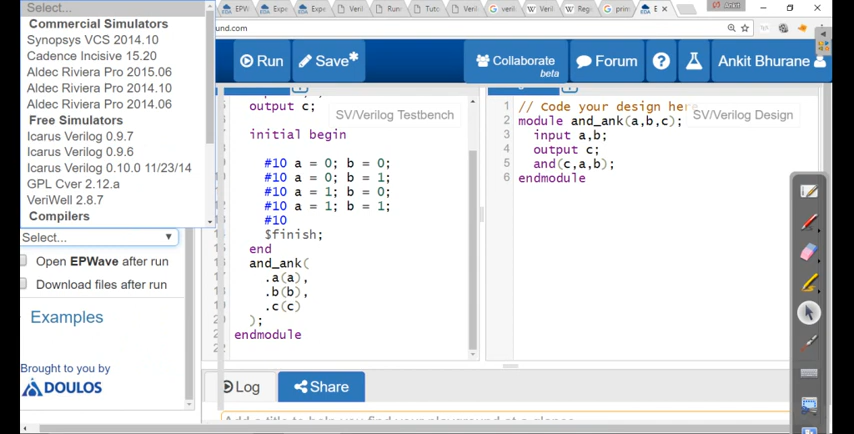 Select...
Commercial Simulators
Synopsys VCS 2014.10
Cadence Incisive 15.20
Aldec Riviera Pro 2015.06
Aldec Riviera Pro 2014.10
Aldec Riviera Pro 2014.06
Free Simulators
Icarus Verilog 0.9.7
Icarus Verilog 0.9.6
Icarus Verilog 0.10.0 11/23/14
GPL Cver 2.12.a
VeriWell 2.8.7
Compilers
Select...
Open EPWave after run
Download files after run
Examples
Brought to you by
DOULOS
Ankit
und.com
Run
Save*
Collaborate
beta
Forum
?
Ankit Bhurane
SV/Verilog Testbench
output c;
initial begin
#10 a = 0; b = 0;
#10 a = 0; b = 1;
#10 a = 1; b = 0;
#10 a = 1; b = 1;
#10
$finish;
end
and_ank(
.a(a),
.b(b),
.c(c)
);
endmodule
SV/Verilog Design
1 // Code your design here
2 module and_ank(a,b,c);
3 input a,b;
4 output c;
5 and(c,a,b);
6 endmodule
Log
Share